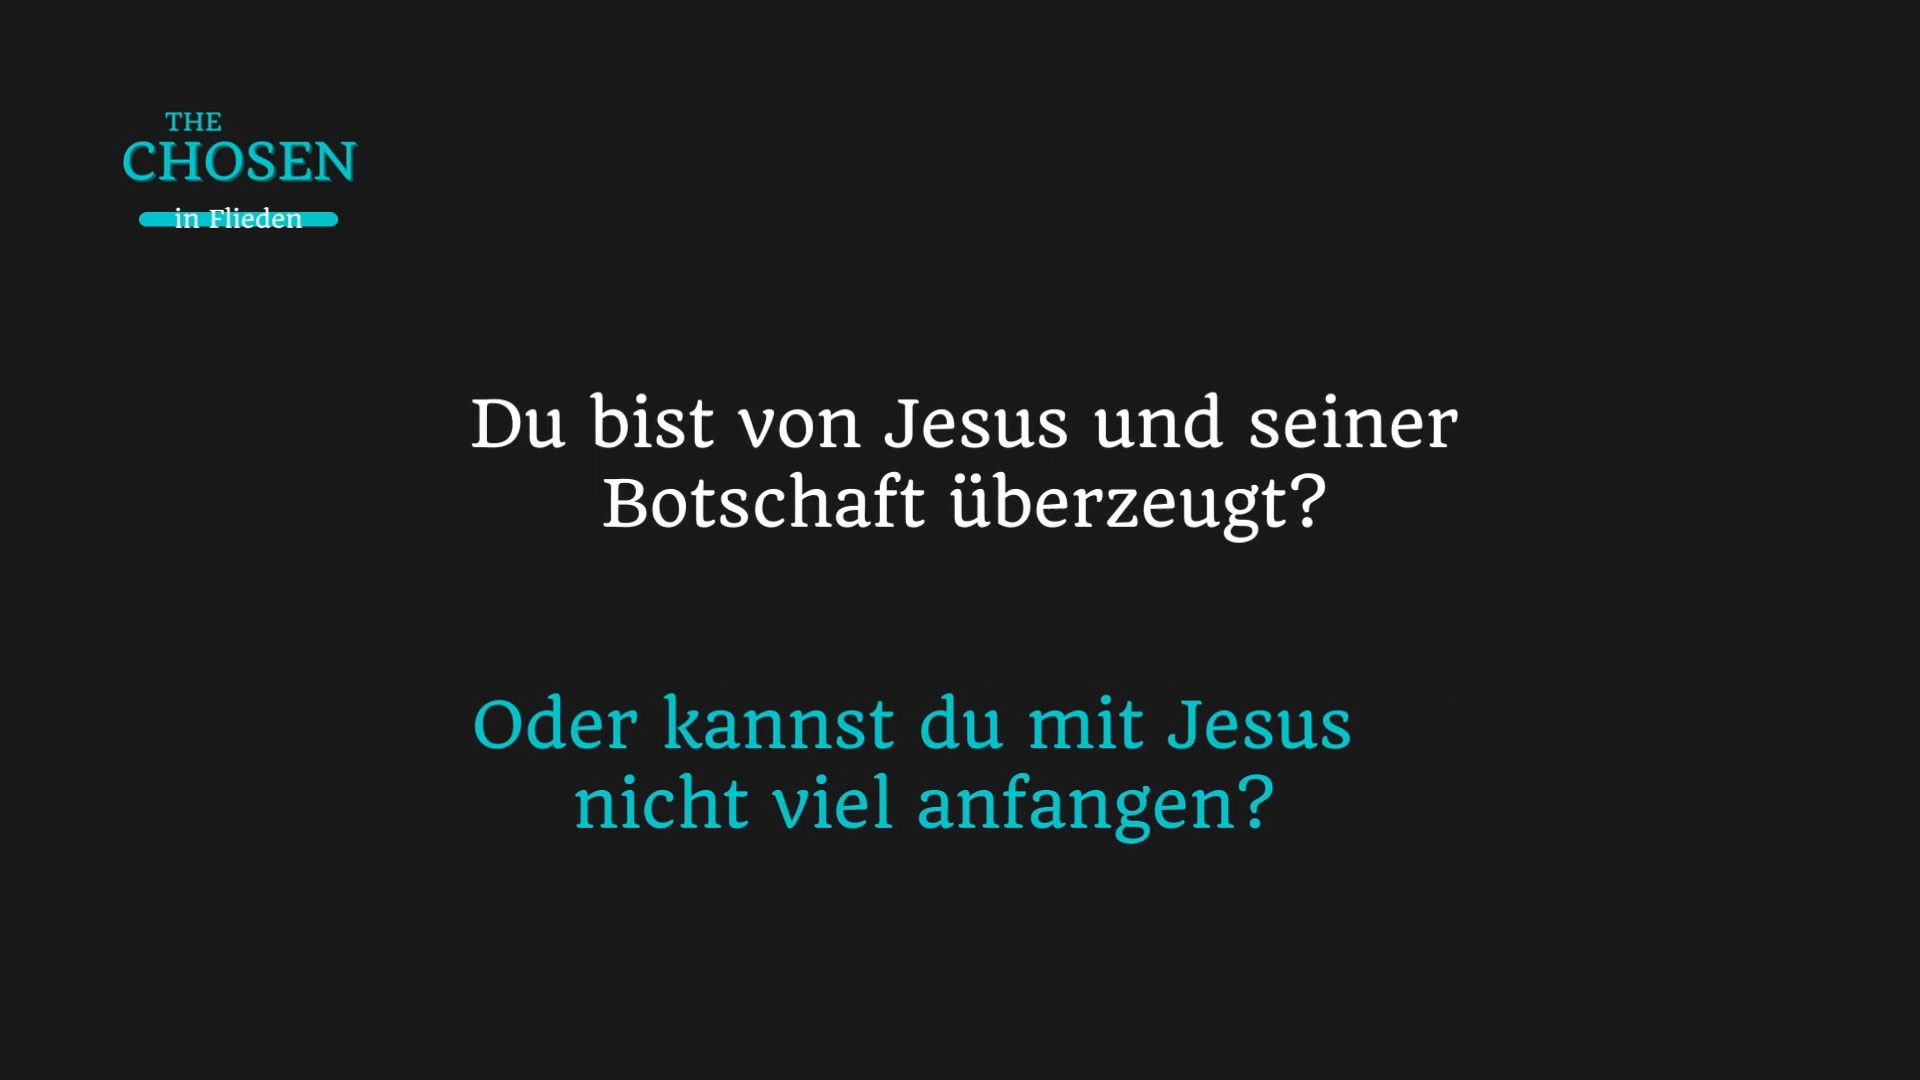 THE
CHOSEN
in Flieden
Du bist von Jesus und seiner
Botschaft überzeugt?
Oder kannst du mit Jesus
nicht viel anfangen?